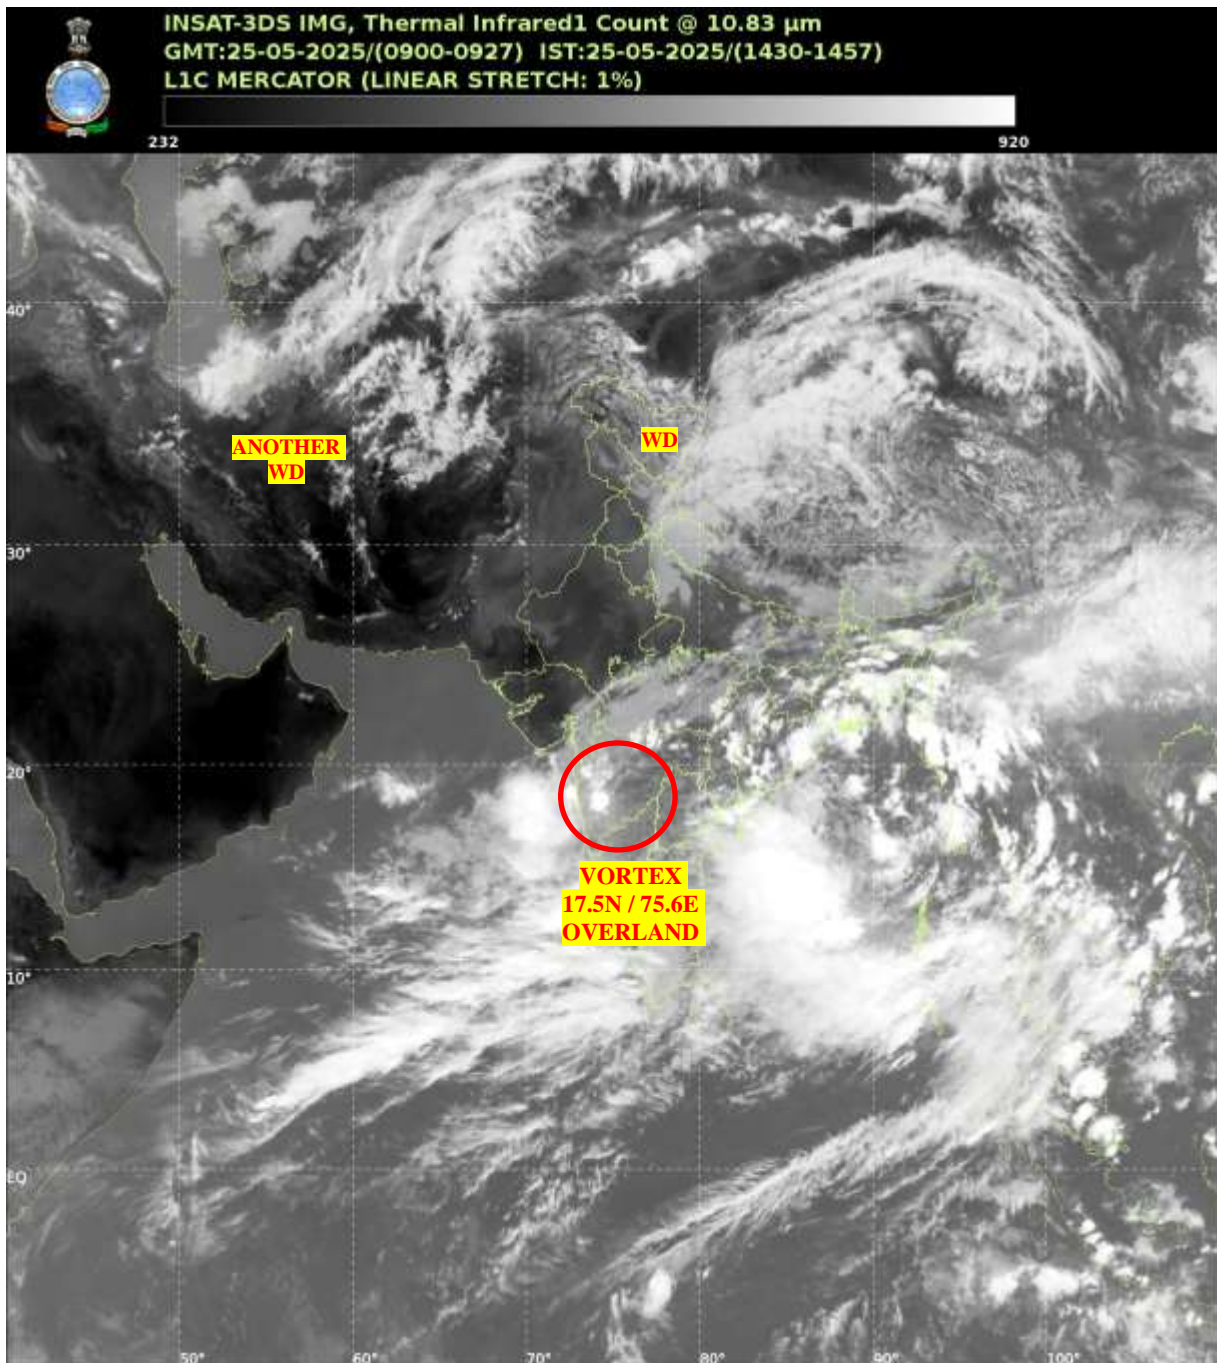 INSAT-3DS IMG, Thermal Infrared1 Count @ 10.83 μm
GMT:25-05-2025/(0900-0927) IST:25-05-2025/(1430-1457)
L1C MERCATOR (LINEAR STRETCH: 1%)
232 920
40°
ANOTHER
WD
WD
30°
20°
VORTEX
17.5N / 75.6E
OVERLAND
10°
EQ
50° 60° 70° 80° 90° 100°